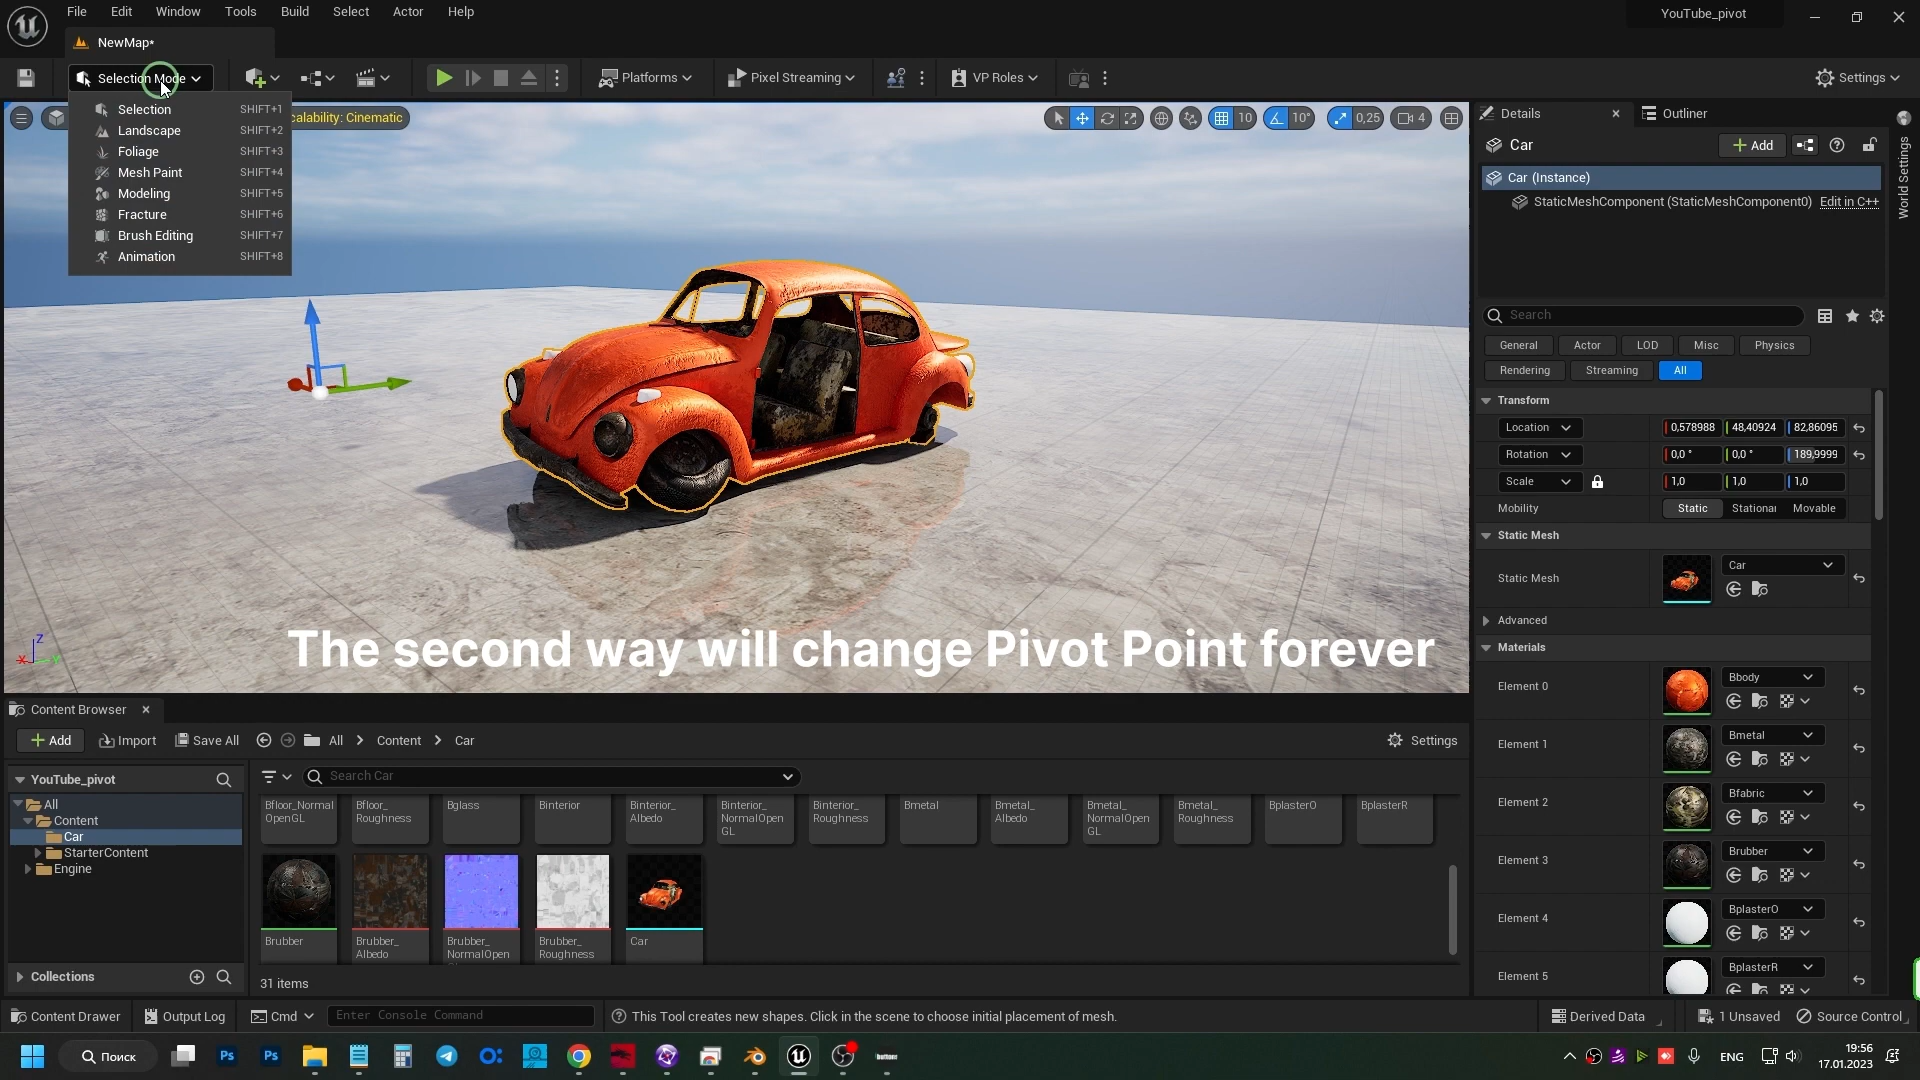 File Edit Window Tools Build Select Actor Help
YouTube_pivot
NewMap*
Selection Mode
Platforms
Pixel Streaming
VP Roles
Settings
Selection SHIFT+1
Landscape SHIFT+2
Foliage SHIFT+3
Mesh Paint SHIFT+4
Modeling SHIFT+5
Fracture SHIFT+6
Brush Editing SHIFT+7
Animation SHIFT+8
calability: Cinematic
10
10°
0,25
4
The second way will change Pivot Point forever
Details
Outliner
World Settings
Car
Add
Car (Instance)
StaticMeshComponent (StaticMeshComponent0) Edit in C++
Search
General Actor LOD Misc Physics
Rendering Streaming All
Transform
Location 0,578988 48,40924 82,86095
Rotation 0,0 ° 0,0 ° 189,9999
Scale 1,0 1,0 1,0
Mobility Static Stationar Movable
Static Mesh
Static Mesh Car
Advanced
Materials
Element 0 Bbody
Element 1 Bmetal
Element 2 Bfabric
Element 3 Brubber
Element 4 BplasterO
Element 5 BplasterR
Content Browser
Add Import Save All All Content Car Settings
YouTube_pivot
All
Content
Car
StarterContent
Engine
Collections
Search Car
Bfloor_Normal
OpenGL
Bfloor_
Roughness
Bglass
Binterior
Binterior_
Albedo
Binterior_
NormalOpen
GL
Binterior_
Roughness
Bmetal
Bmetal_
Albedo
Bmetal_
NormalOpen
GL
Bmetal_
Roughness
BplasterO
BplasterR
Brubber
Brubber_
Albedo
Brubber_
NormalOpen
Brubber_
Roughness
Car
31 items
Content Drawer Output Log Cmd Enter Console Command This Tool creates new shapes. Click in the scene to choose initial placement of mesh. Derived Data 1 Unsaved Source Control
Поиск
ENG
19:56
17.01.2023